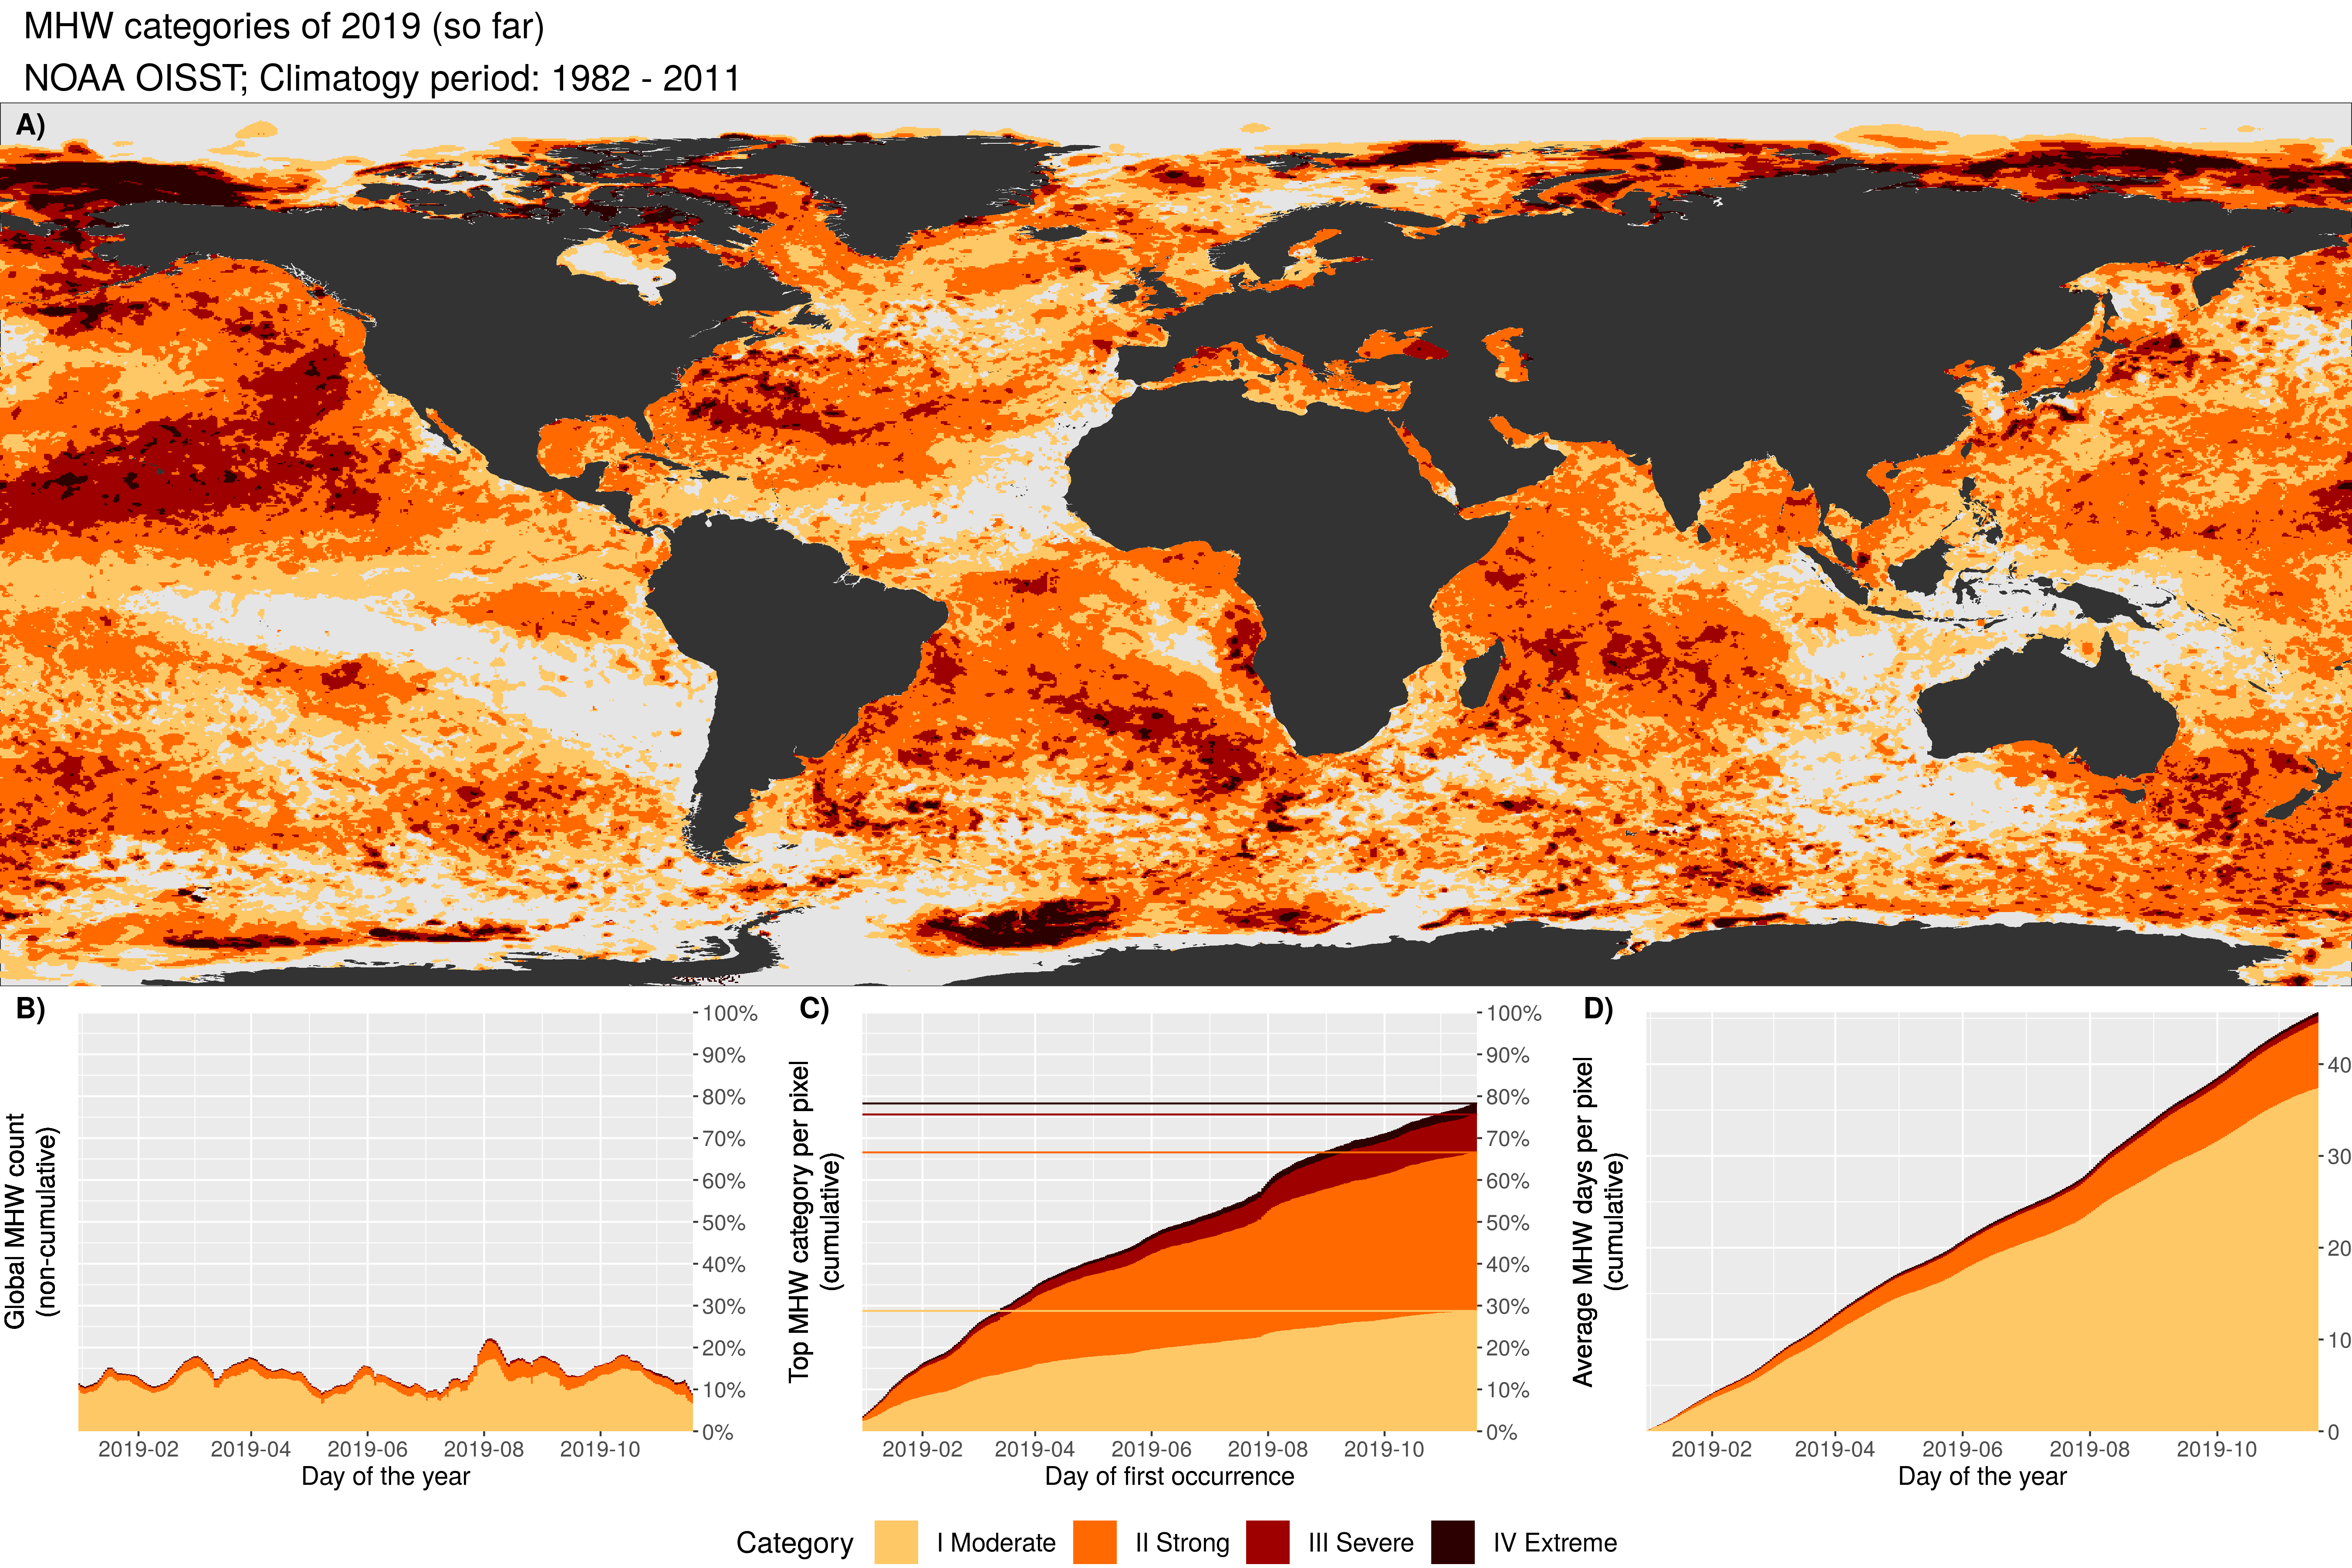 MHW categories of 2019 (so far)
NOAA OISST; Climatogy period: 1982 - 2011
A)
B)
Global MHW count
(non-cumulative)
100%
90%
80%
70%
60%
50%
40%
30%
20%
10%
0%
2019-02 2019-04 2019-06 2019-08 2019-10
Day of the year
C)
Top MHW category per pixel
(cumulative)
100%
90%
80%
70%
60%
50%
40%
30%
20%
10%
0%
2019-02 2019-04 2019-06 2019-08 2019-10
Day of first occurrence
D)
Average MHW days per pixel
(cumulative)
40
30
20
10
0
2019-02 2019-04 2019-06 2019-08 2019-10
Day of the year
Category I Moderate II Strong III Severe IV Extreme